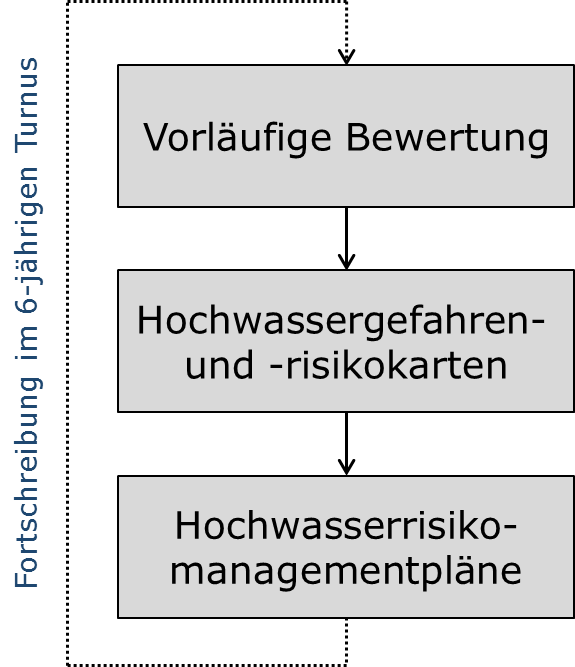 Fortschreibung im 6-jährigen Turnus
Vorläufige Bewertung
Hochwassergefahren-
und -risikokarten
Hochwasserrisiko-
managementpläne